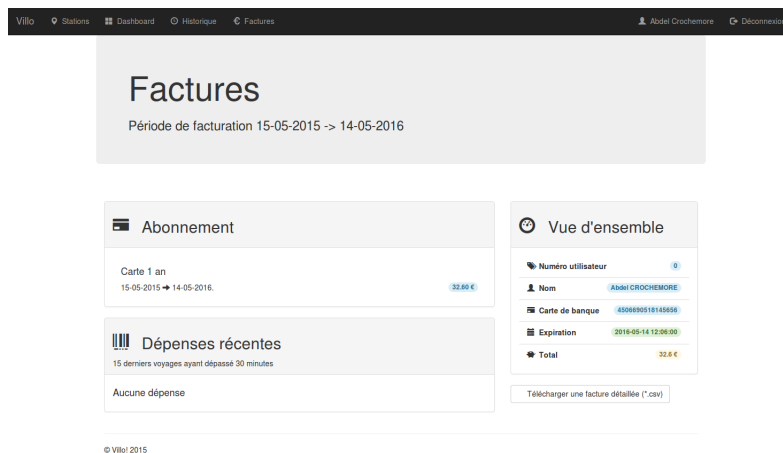 Villo Stations Dashboard Historique € Factures Abdel Crochemore Déconnexion
Factures
Période de facturation 15-05-2015 -> 14-05-2016
Abonnement
Carte 1 an
15-05-2015 ➔ 14-05-2016.
32.60 €
Dépenses récentes
15 derniers voyages ayant dépassé 30 minutes
Aucune dépense
Vue d'ensemble
Numéro utilisateur 0
Nom Abdel CROCHEMORE
Carte de banque 4506690518145656
Expiration 2016-05-14 12:06:00
Total 32.6 €
Télécharger une facture détaillée (*.csv)
© Villo! 2015